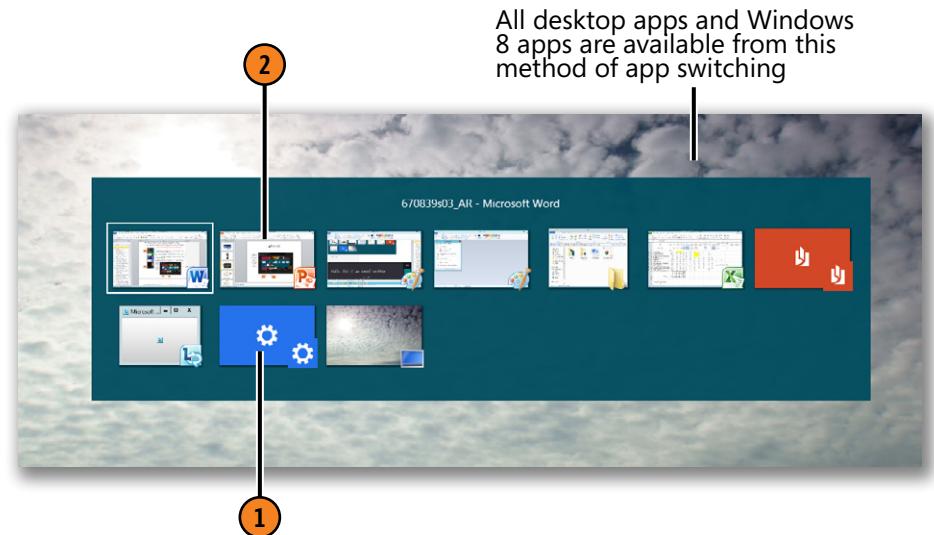 All desktop apps and Windows
8 apps are available from this
method of app switching
2
670839s03_AR - Microsoft Word
Microsoft ...
1